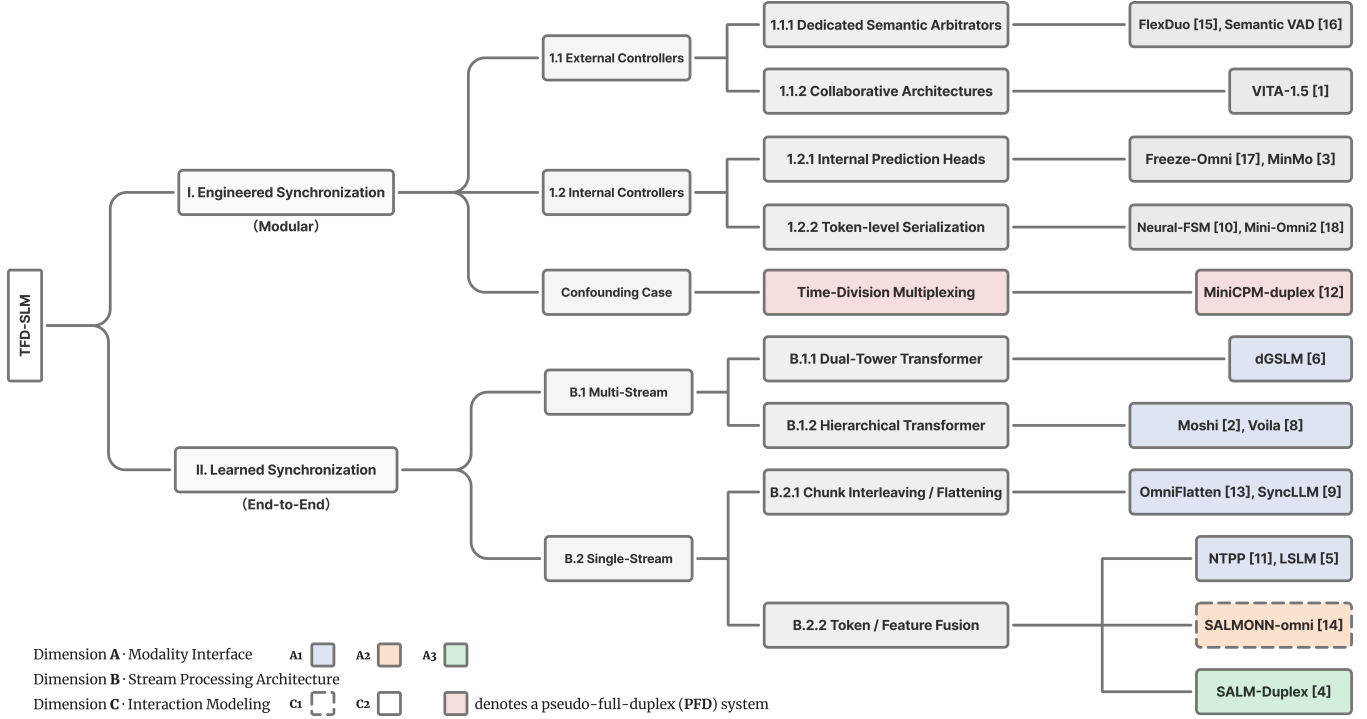 TFD-SLM
I. Engineered Synchronization
(Modular)
1.1 External Controllers
1.1.1 Dedicated Semantic Arbitrators
FlexDuo [15], Semantic VAD [16]
1.1.2 Collaborative Architectures
VITA-1.5 [1]
1.2 Internal Controllers
1.2.1 Internal Prediction Heads
Freeze-Omni [17], MinMo [3]
1.2.2 Token-level Serialization
Neural-FSM [10], Mini-Omni2 [18]
Confounding Case
Time-Division Multiplexing
MiniCPM-duplex [12]
II. Learned Synchronization
(End-to-End)
B.1 Multi-Stream
B.1.1 Dual-Tower Transformer
dGSLM [6]
B.1.2 Hierarchical Transformer
Moshi [2], Voila [8]
B.2 Single-Stream
B.2.1 Chunk Interleaving / Flattening
OmniFlatten [13], SyncLLM [9]
B.2.2 Token / Feature Fusion
NTPP [11], LSLM [5]
SALMONN-omni [14]
SALM-Duplex [4]
Dimension A · Modality Interface A1 A2 A3
Dimension B · Stream Processing Architecture
Dimension C · Interaction Modeling C1 C2 denotes a pseudo-full-duplex (PFD) system